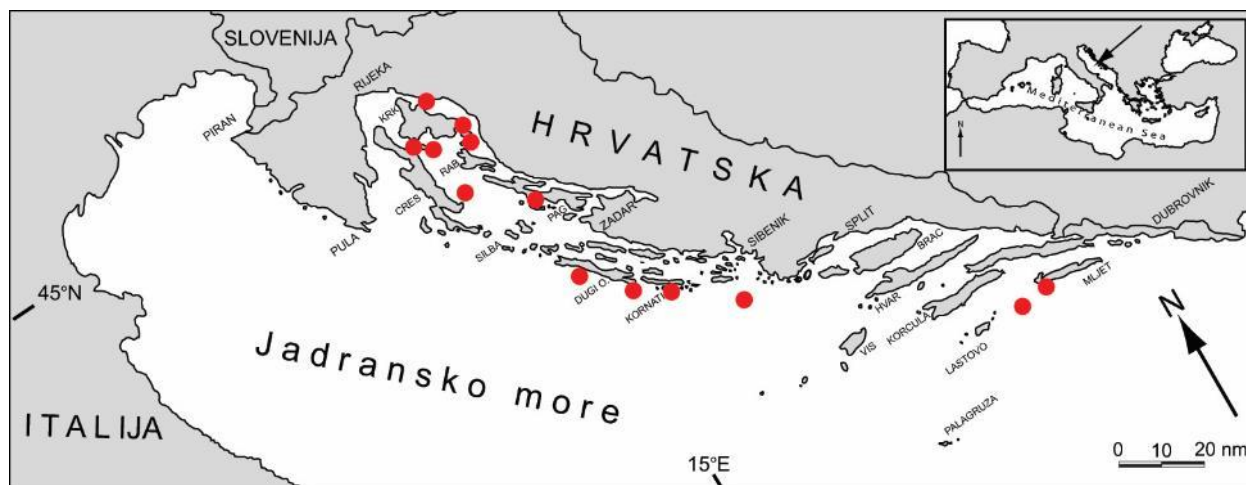 SLOVENIJA
RIJEKA
PIRAN
KRK
HRVATSKA
RAB
CRES
PAG
ZADAR
PULA
SILBA
SIBENIK
SPLIT
BRAC
DUBROVNIK
DUGI O.
KORNATI
HVAR
MLJET
KORCULA
VIS
LASTOVO
PALAGRUZA
45°N
Jadransko more
ITALIJA
15°E
N
0 10 20 nm
Mediterranean Sea
N